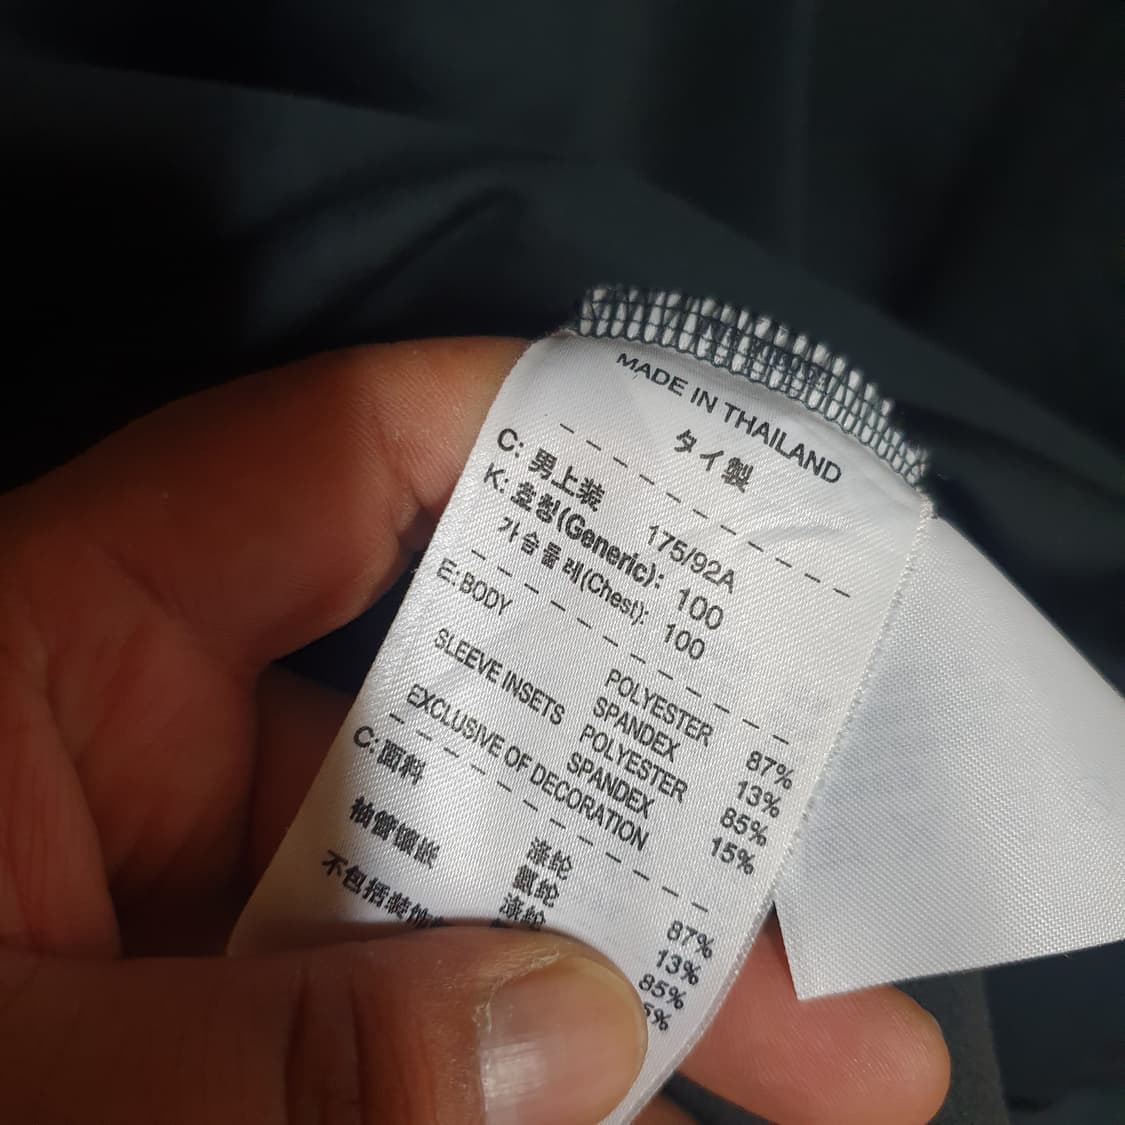 MADE IN THAILAND
タイ製
C: 男上装 175/92A
K: 호칭(Generic): 100
가슴둘레(Chest): 100
E: BODY POLYESTER 87%
SPANDEX 13%
SLEEVE INSETS POLYESTER 85%
SPANDEX 15%
EXCLUSIVE OF DECORATION
C: 面料 涤纶 87%
氨纶 13%
袖管镶嵌 涤纶 85%
5%
不包括装饰